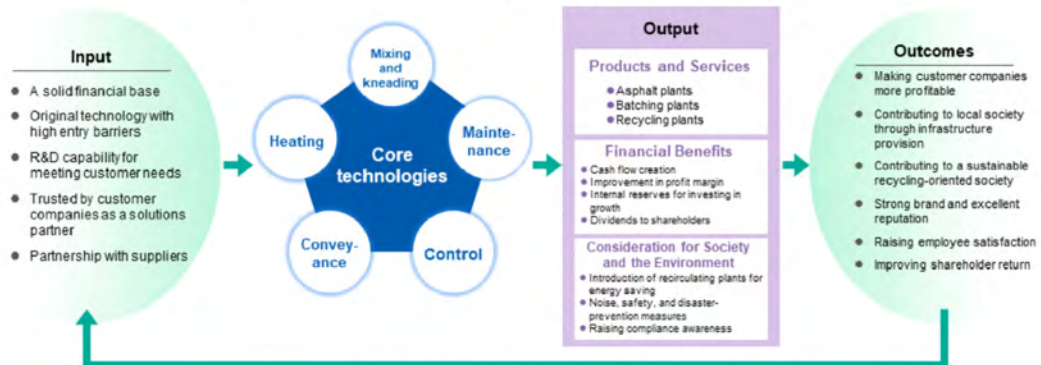 Input
● A solid financial base
● Original technology with
high entry barriers
● R&D capability for
meeting customer needs
● Trusted by customer
companies as a solutions
partner
● Partnership with suppliers
Mixing
and
kneading
Heating
Mainte-
nance
Core
technologies
Convey-
ance
Control
Output
Products and Services
● Asphalt plants
● Batching plants
● Recycling plants
Financial Benefits
● Cash flow creation
● Improvement in profit margin
● Internal reserves for investing in
growth
● Dividends to shareholders
Consideration for Society
and the Environment
● Introduction of recirculating plants for
energy saving
● Noise, safety, and disaster-
prevention measures
● Raising compliance awareness
Outcomes
● Making customer companies
more profitable
● Contributing to local society
through infrastructure
provision
● Contributing to a sustainable
recycling-oriented society
● Strong brand and excellent
reputation
● Raising employee satisfaction
● Improving shareholder return